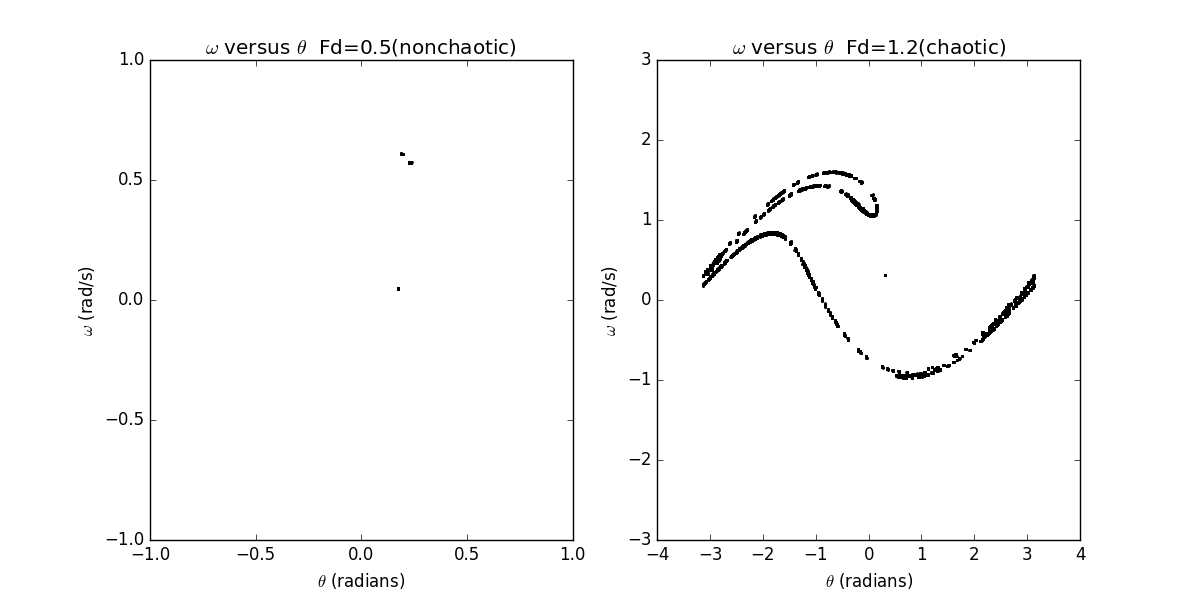 ω versus θ  Fd=0.5(nonchaotic)
1.0
0.5
0.0
−0.5
−1.0
ω (rad/s)
−1.0 −0.5 0.0 0.5 1.0
θ (radians)
ω versus θ  Fd=1.2(chaotic)
3
2
1
0
−1
−2
−3
ω (rad/s)
−4 −3 −2 −1 0 1 2 3 4
θ (radians)